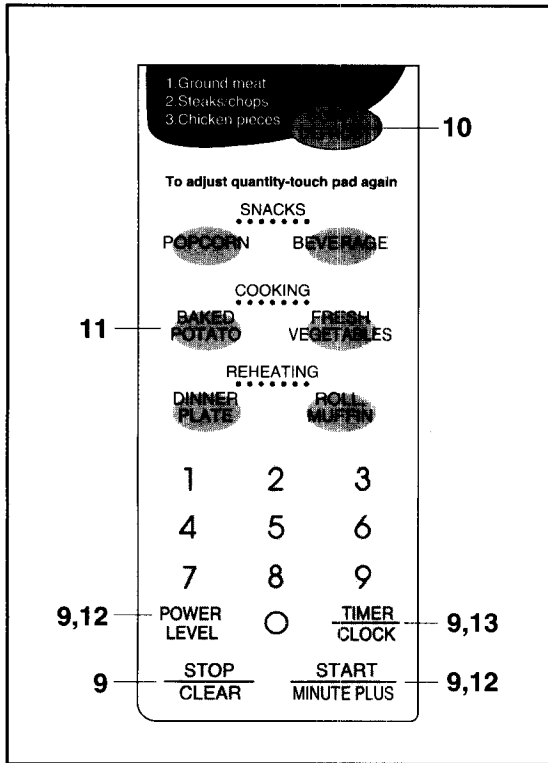 1.Ground meat
2.Steaks/chops
3.Chicken pieces
10
To adjust quantity-touch pad again
SNACKS
POPCORN BEVERAGE
COOKING
11
BAKED POTATO
FRESH VEGETABLES
REHEATING
DINNER PLATE
ROLL, MUFFIN
1 2 3
4 5 6
7 8 9
9,12
POWER LEVEL
0
TIMER CLOCK
9,13
9
STOP CLEAR
START MINUTE PLUS
9,12